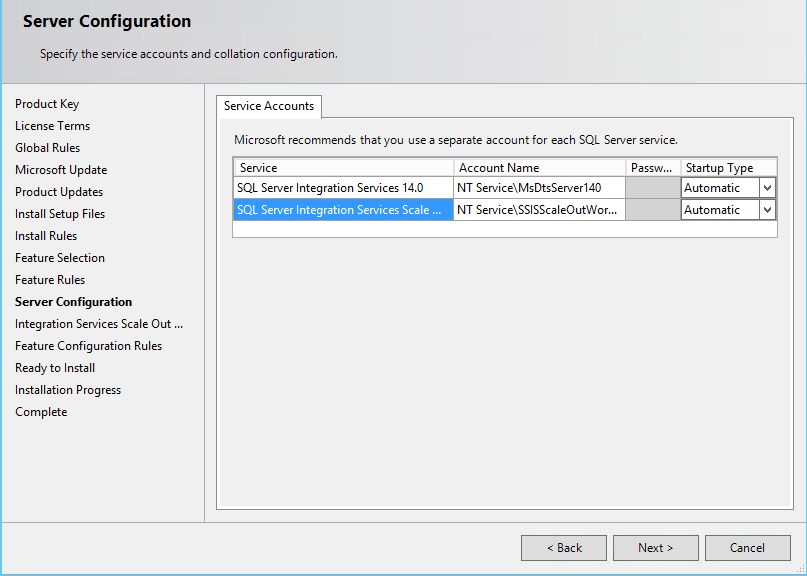 Server Configuration
Specify the service accounts and collation configuration.
Product Key
License Terms
Global Rules
Microsoft Update
Product Updates
Install Setup Files
Install Rules
Feature Selection
Feature Rules
Server Configuration
Integration Services Scale Out ...
Feature Configuration Rules
Ready to Install
Installation Progress
Complete
Service Accounts
Microsoft recommends that you use a separate account for each SQL Server service.
Service Account Name Passw... Startup Type
SQL Server Integration Services 14.0 NT Service\MsDtsServer140 Automatic
SQL Server Integration Services Scale ... NT Service\SSISScaleOutWor... Automatic
< Back Next > Cancel